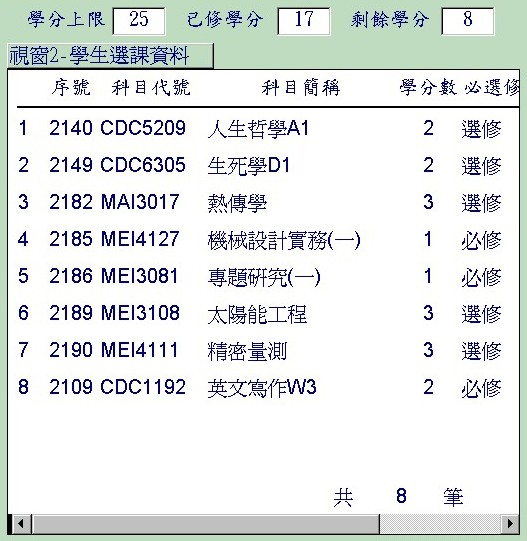 學分上限 25 已修學分 17 剩餘學分 8
視窗2-學生選課資料
序號 科目代號 科目簡稱 學分數 必選修
1 2140 CDC5209 人生哲學A1 2 選修
2 2149 CDC6305 生死學D1 2 選修
3 2182 MAI3017 熱傳學 3 選修
4 2185 MEI4127 機械設計實務(一) 1 必修
5 2186 MEI3081 專題研究(一) 1 必修
6 2189 MEI3108 太陽能工程 3 選修
7 2190 MEI4111 精密量測 3 選修
8 2109 CDC1192 英文寫作W3 2 必修
共 8 筆